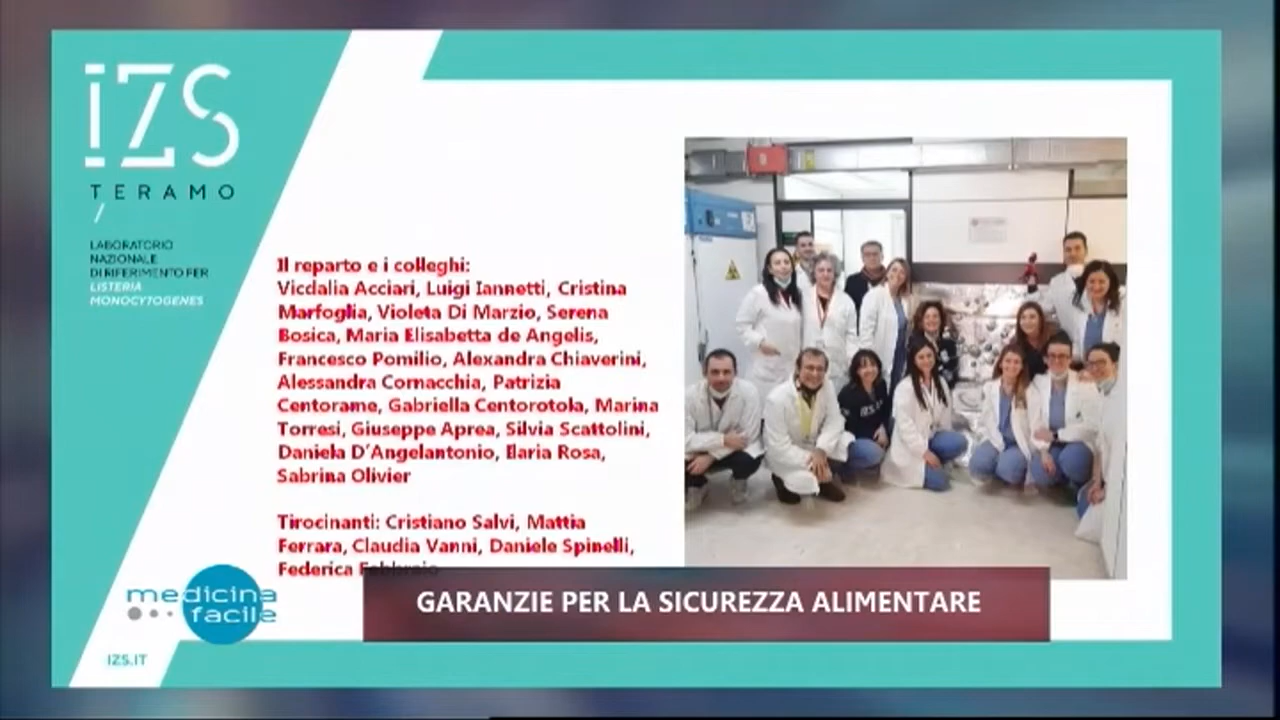 IZS
TERAMO
/
LABORATORIO
NAZIONALE
DI RIFERIMENTO PER
LISTERIA
MONOCYTOGENES
Il reparto e i colleghi:
Vicdalia Acciari, Luigi Iannetti, Cristina
Marfoglia, Violeta Di Marzio, Serena
Bosica, Maria Elisabetta de Angelis,
Francesco Pomilio, Alexandra Chiaverini,
Alessandra Cornacchia, Patrizia
Centorame, Gabriella Centorotola, Marina
Torresi, Giuseppe Aprea, Silvia Scattolini,
Daniela D'Angelantonio, Ilaria Rosa,
Sabrina Olivier
Tirocinanti: Cristiano Salvi, Mattia
Ferrara, Claudia Vanni, Daniele Spinelli,
Federica Febbraio
medicina
facile
GARANZIE PER LA SICUREZZA ALIMENTARE
IZS.IT